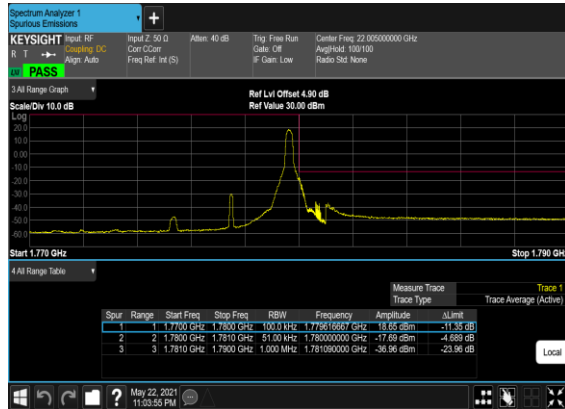 Spectrum Analyzer 1
Spurious Emissions
+
KEYSIGHT Input: RF Input Z: 50 Ω Atten: 40 dB Trig: Free Run Center Freq: 22.005000000 GHz
R T Coupling: DC Corr CCorr Gate: Off Avg|Hold: 100/100
Align: Auto Freq Ref: Int (S) IF Gain: Low Radio Std: None
PASS
3 All Range Graph
Ref Lvl Offset 4.90 dB
Scale/Div 10.0 dB Ref Value 30.00 dBm
Log
20.0
10.0
0.00
-10.0
-20.0
-30.0
-40.0
-50.0
-60.0
Start 1.770 GHz Stop 1.790 GH
4 All Range Table
Measure Trace Trace 1
Trace Type Trace Average (Active)
Spur Range Start Freq Stop Freq RBW Frequency Amplitude ΔLimit
1 1 1.7700 GHz 1.7800 GHz 100.0 kHz 1.779616667 GHz 18.65 dBm -11.35 dB
2 2 1.7800 GHz 1.7810 GHz 51.00 kHz 1.780000000 GHz -17.69 dBm -4.689 dB
3 3 1.7810 GHz 1.7900 GHz 1.000 MHz 1.781090000 GHz -36.96 dBm -23.96 dB
Local
? May 22, 2021
11:03:55 PM